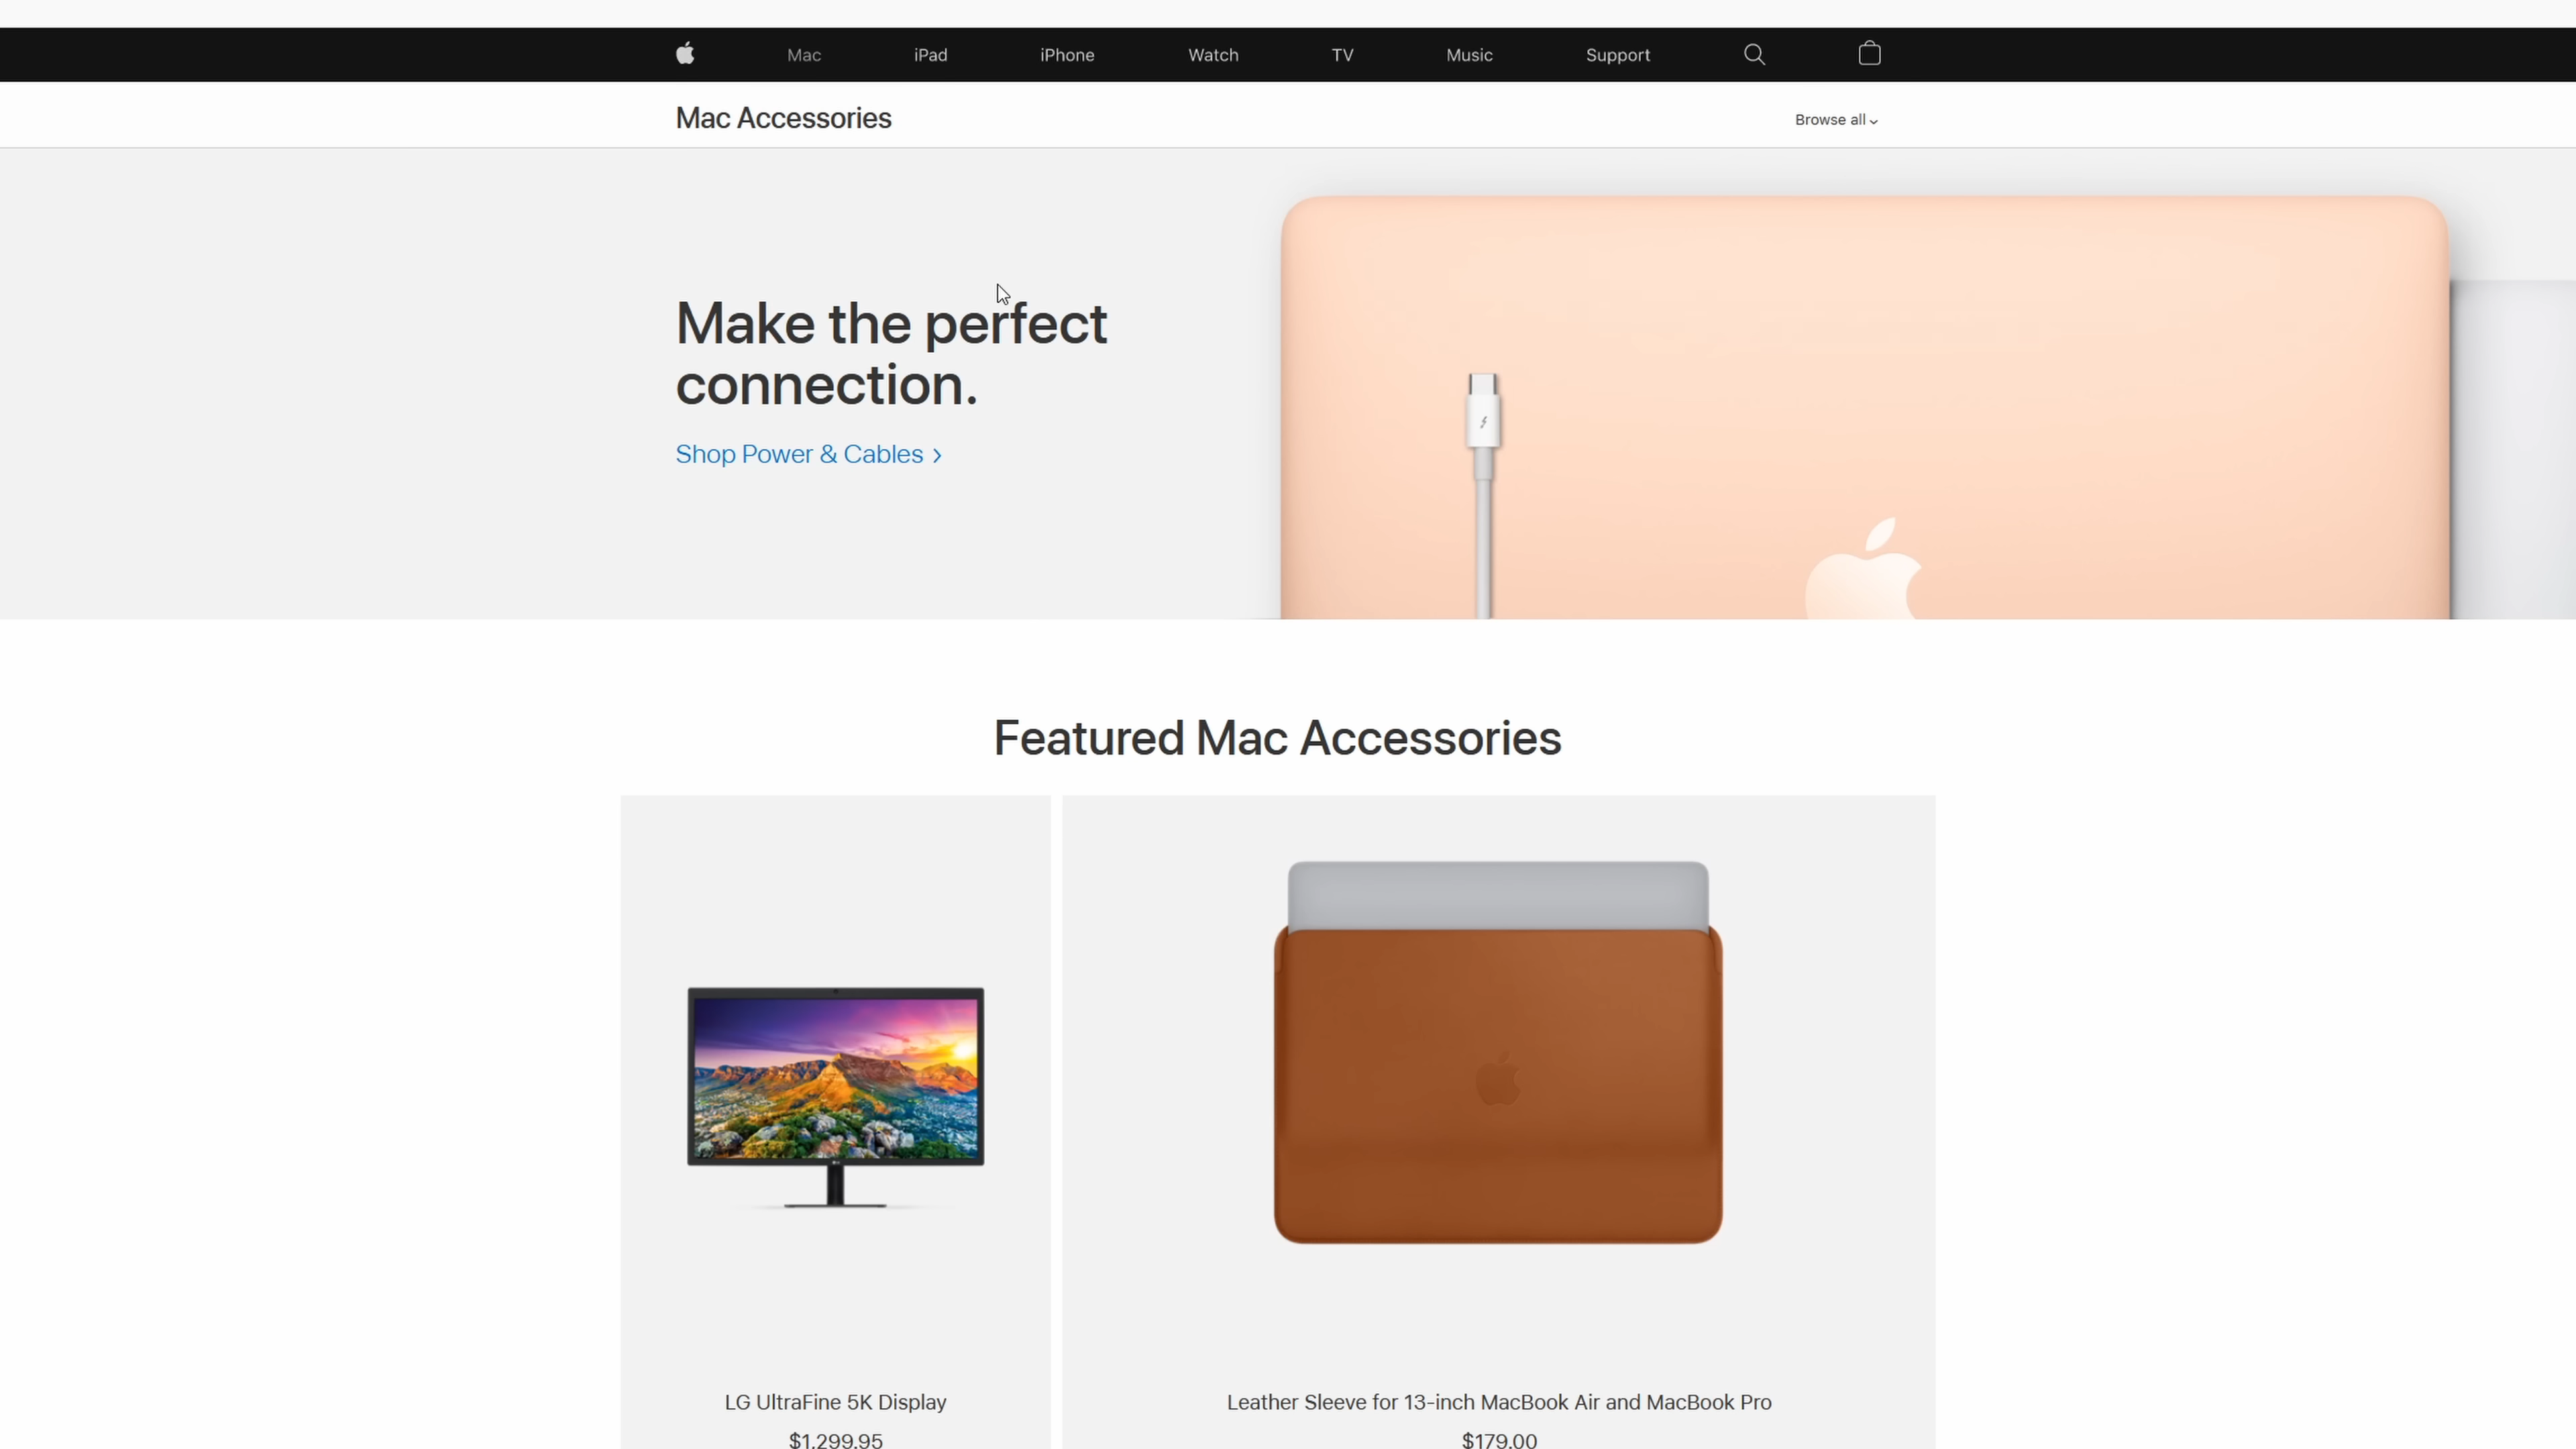 Mac
iPad
iPhone
Watch
TV
Music
Support
Mac Accessories
Browse all
Make the perfect
connection.
Shop Power & Cables
Featured Mac Accessories
LG UltraFine 5K Display
$1,299.95
Leather Sleeve for 13-inch MacBook Air and MacBook Pro
$179.00